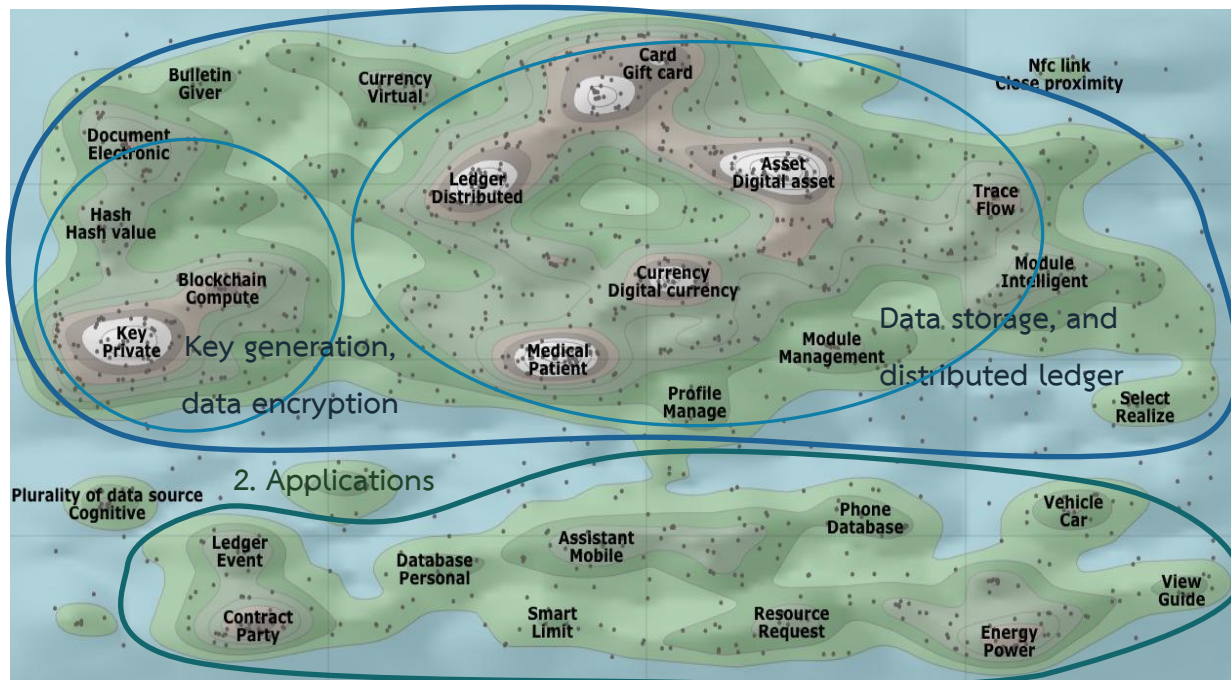 Card
Gift card
Nfc link
Close proximity
Bulletin
Giver
Currency
Virtual
Document
Electronic
Ledger
Distributed
Asset
Digital asset
Trace
Flow
Hash
Hash value
Blockchain
Compute
Currency
Digital currency
Module
Intelligent
Key
Private
Key generation,
data encryption
Medical
Patient
Module
Management
Data storage, and
distributed ledger
Profile
Manage
Select
Realize
2. Applications
Plurality of data source
Cognitive
Vehicle
Car
Phone
Database
Ledger
Event
Assistant
Mobile
Database
Personal
View
Guide
Contract
Party
Smart
Limit
Resource
Request
Energy
Power